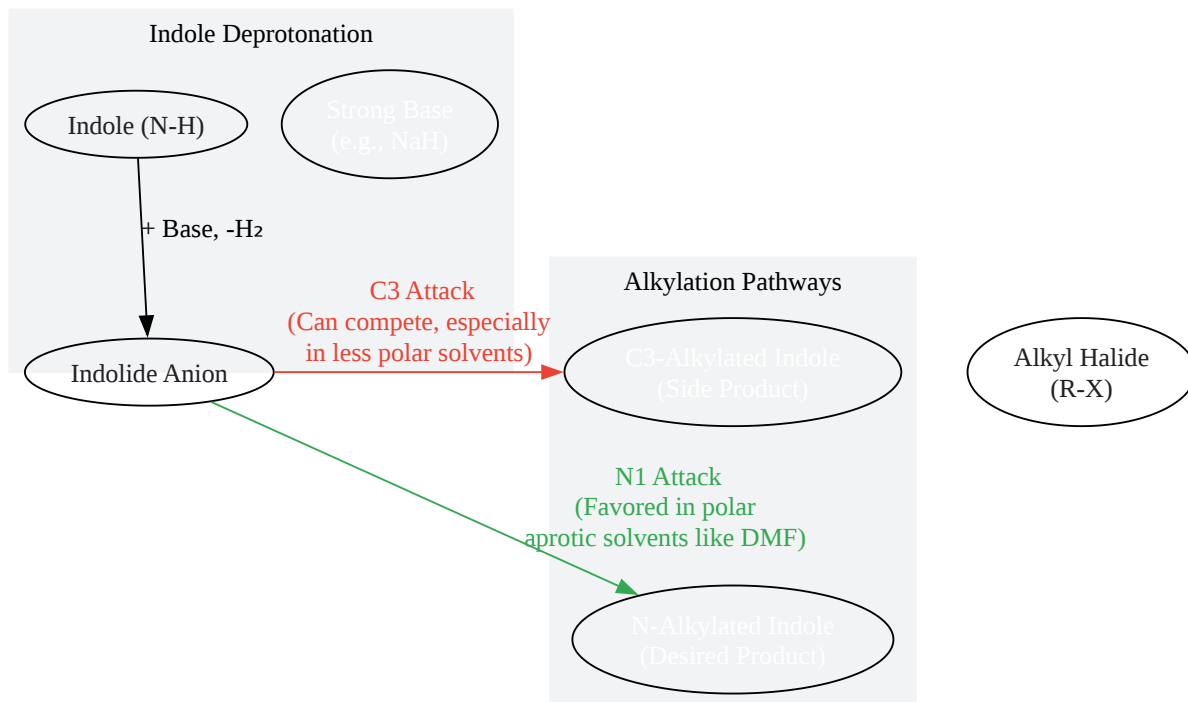 Indole Deprotonation
Indole (N-H)
Strong Base
(e.g., NaH)
+ Base, -H₂
Indolide Anion
C3 Attack
(Can compete, especially
in less polar solvents)
Alkylation Pathways
C3-Alkylated Indole
(Side Product)
Alkyl Halide
(R-X)
N1 Attack
(Favored in polar
aprotic solvents like DMF)
N-Alkylated Indole
(Desired Product)